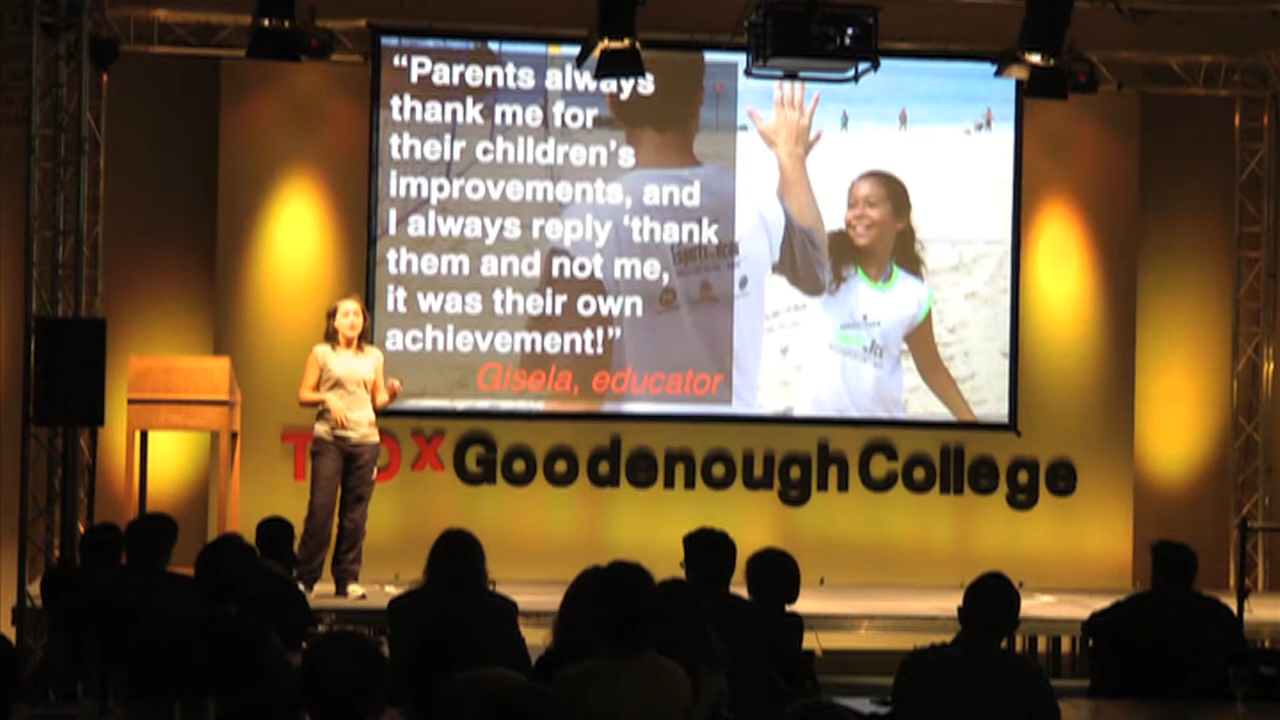 “Parents always
thank me for
their children’s
improvements, and
I always reply ‘thank
them and not me,
it was their own
achievement!”
Gisela, educator
TEDx GoodenoughCollege